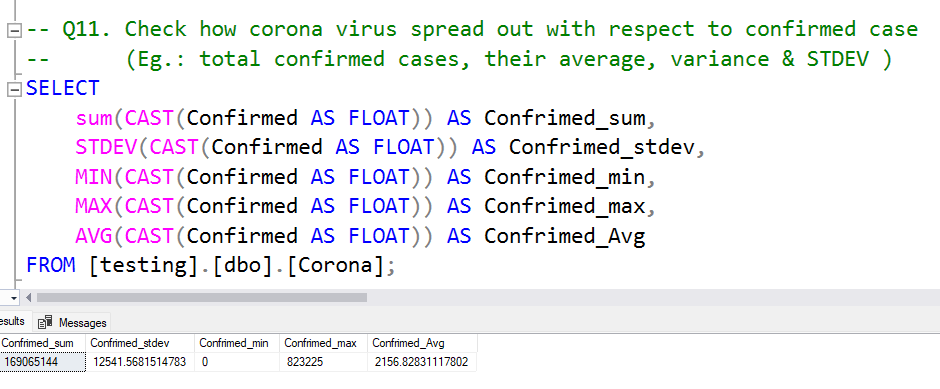 -- Q11. Check how corona virus spread out with respect to confirmed case
--      (Eg.: total confirmed cases, their average, variance & STDEV )
SELECT
    sum(CAST(Confirmed AS FLOAT)) AS Confrimed_sum,
    STDEV(CAST(Confirmed AS FLOAT)) AS Confrimed_stdev,
    MIN(CAST(Confirmed AS FLOAT)) AS Confrimed_min,
    MAX(CAST(Confirmed AS FLOAT)) AS Confrimed_max,
    AVG(CAST(Confirmed AS FLOAT)) AS Confrimed_Avg
FROM [testing].[dbo].[Corona];
esults Messages
Confrimed_sum Confrimed_stdev Confrimed_min Confrimed_max Confrimed_Avg
169065144 12541.5681514783 0 823225 2156.82831117802